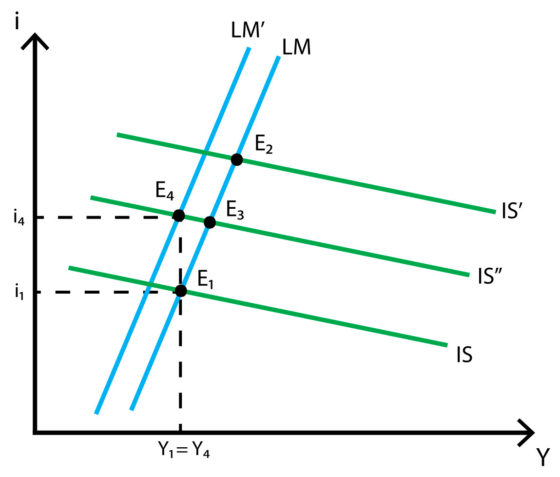 i
LM′
LM
E₂
E₄
E₃
IS′
i₄
IS″
E₁
i₁
IS
Y₁= Y₄
Y